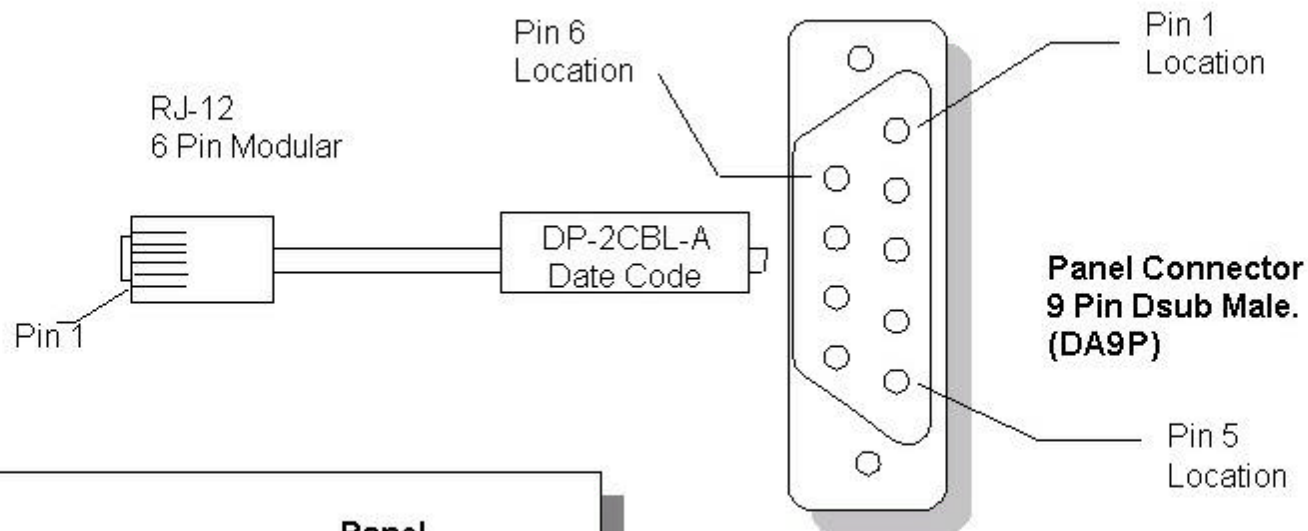 Pin 6
Location
Pin 1
Location
RJ-12
6 Pin Modular
DP-2CBL-A
Date Code
Pin 1
Panel Connector
9 Pin Dsub Male.
(DA9P)
Pin 5
Location
Panel